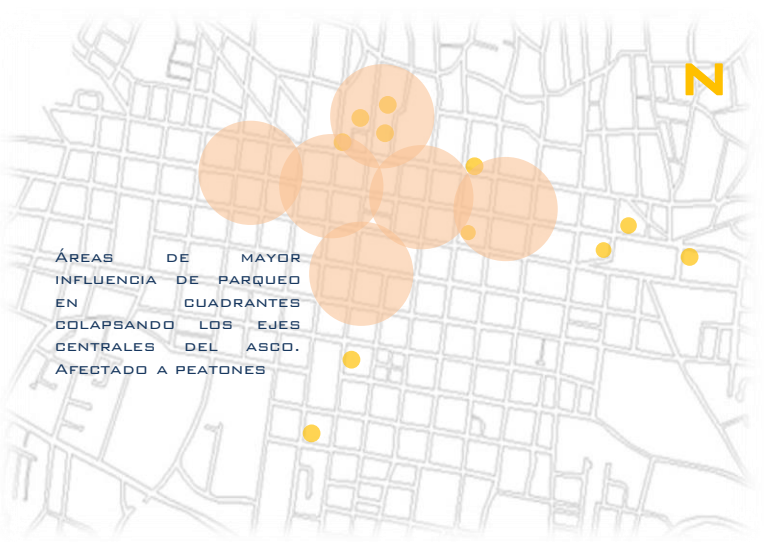 N
Áreas de mayor
influencia de parqueo
en cuadrantes
colapsando los ejes
centrales del asco.
Afectado a peatones